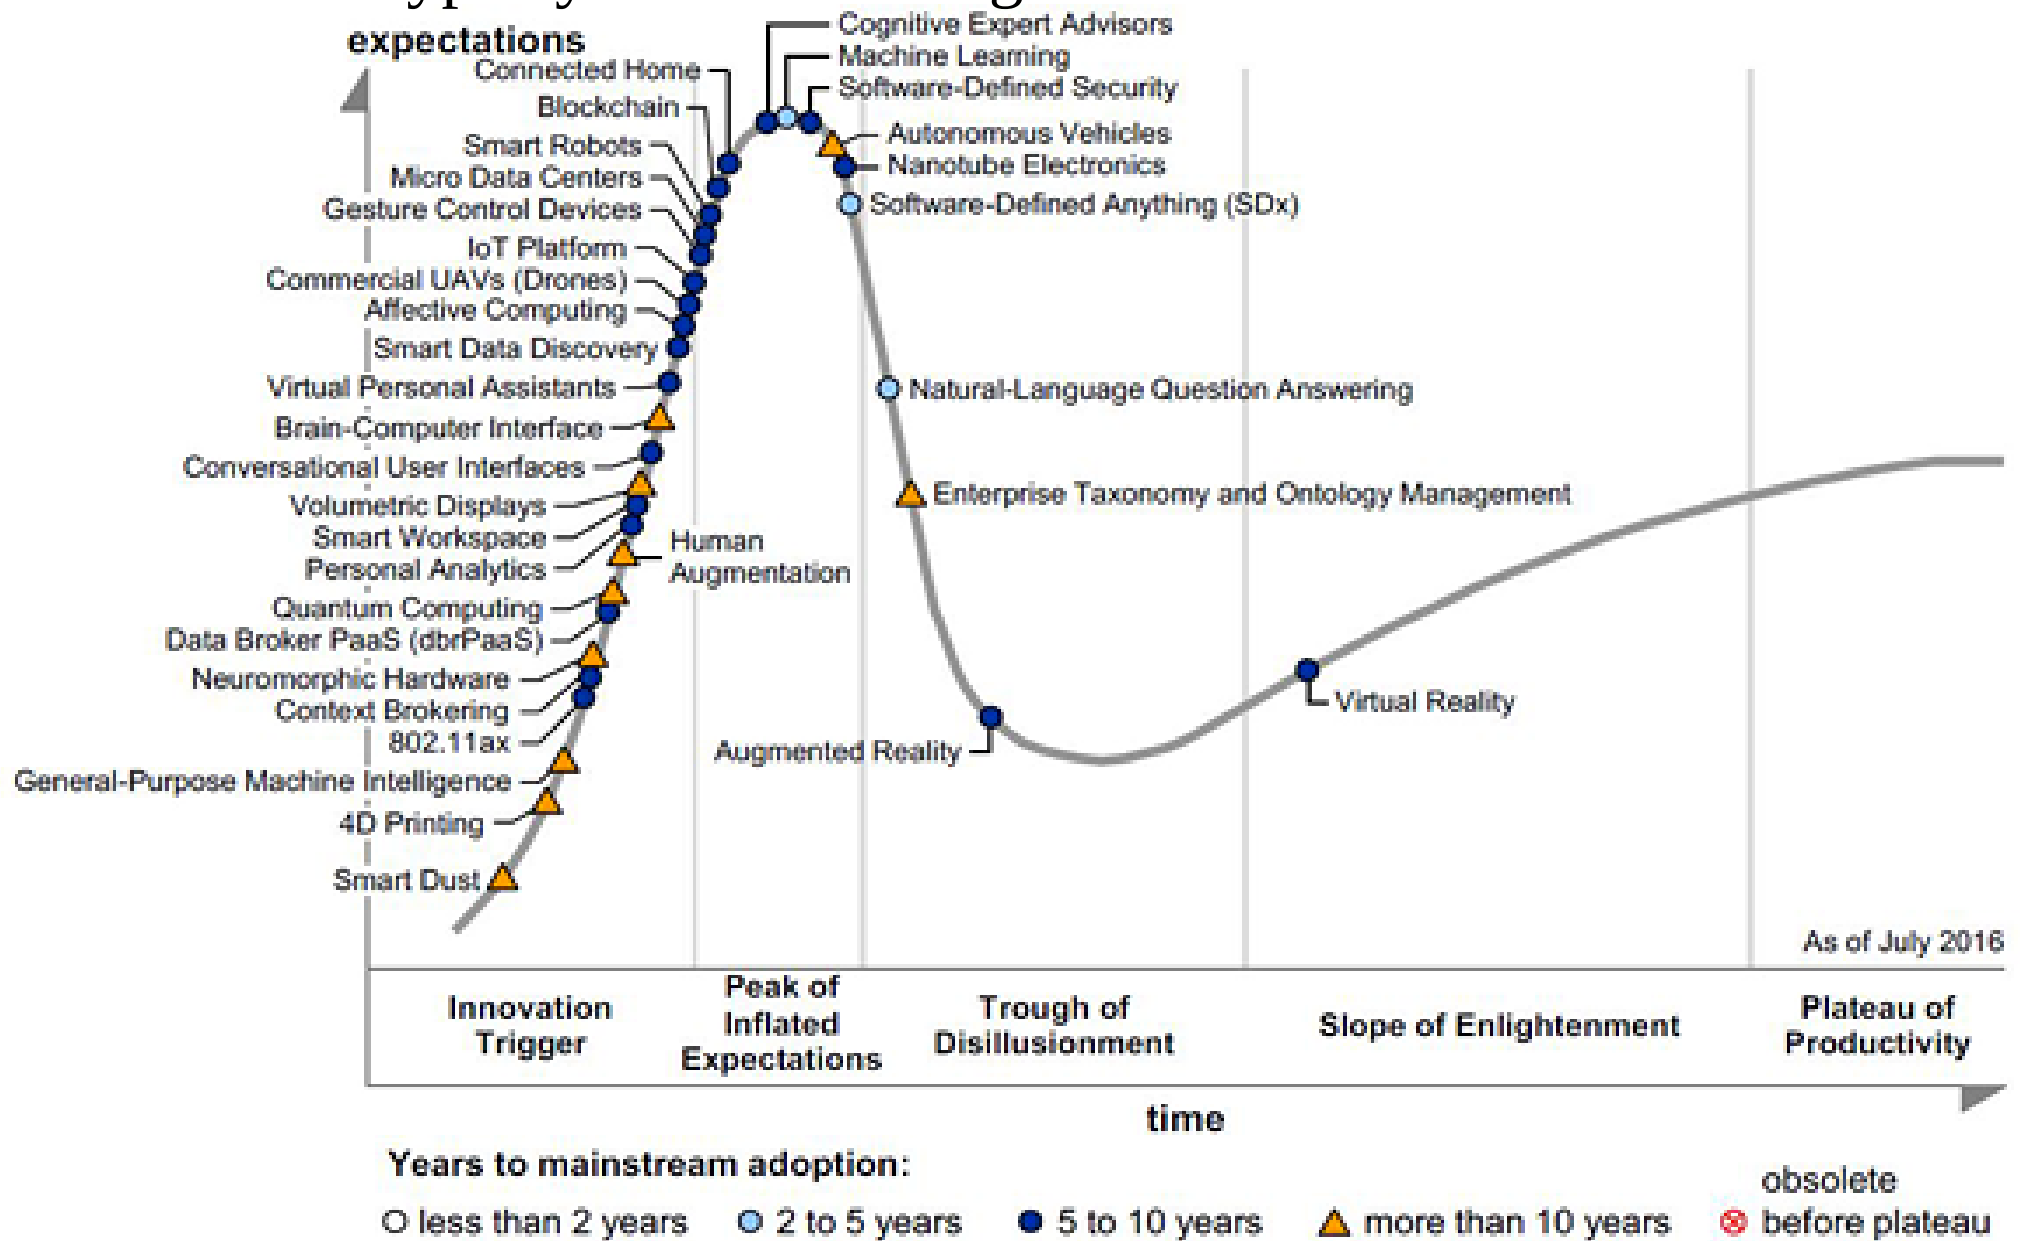 expectations
Cognitive Expert Advisors
Machine Learning
Software-Defined Security
Connected Home
Blockchain
Smart Robots
Micro Data Centers
Gesture Control Devices
IoT Platform
Commercial UAVs (Drones)
Affective Computing
Smart Data Discovery
Virtual Personal Assistants
Brain-Computer Interface
Conversational User Interfaces
Volumetric Displays
Smart Workspace
Personal Analytics
Quantum Computing
Data Broker PaaS (dbrPaaS)
Neuromorphic Hardware
Context Brokering
802.11ax
General-Purpose Machine Intelligence
4D Printing
Smart Dust
Human
Augmentation
Autonomous Vehicles
Nanotube Electronics
Software-Defined Anything (SDx)
Natural-Language Question Answering
Enterprise Taxonomy and Ontology Management
Augmented Reality
Virtual Reality
As of July 2016
Innovation
Trigger
Peak of
Inflated
Expectations
Trough of
Disillusionment
Slope of Enlightenment
Plateau of
Productivity
time
Years to mainstream adoption:
less than 2 years
2 to 5 years
5 to 10 years
more than 10 years
obsolete
before plateau